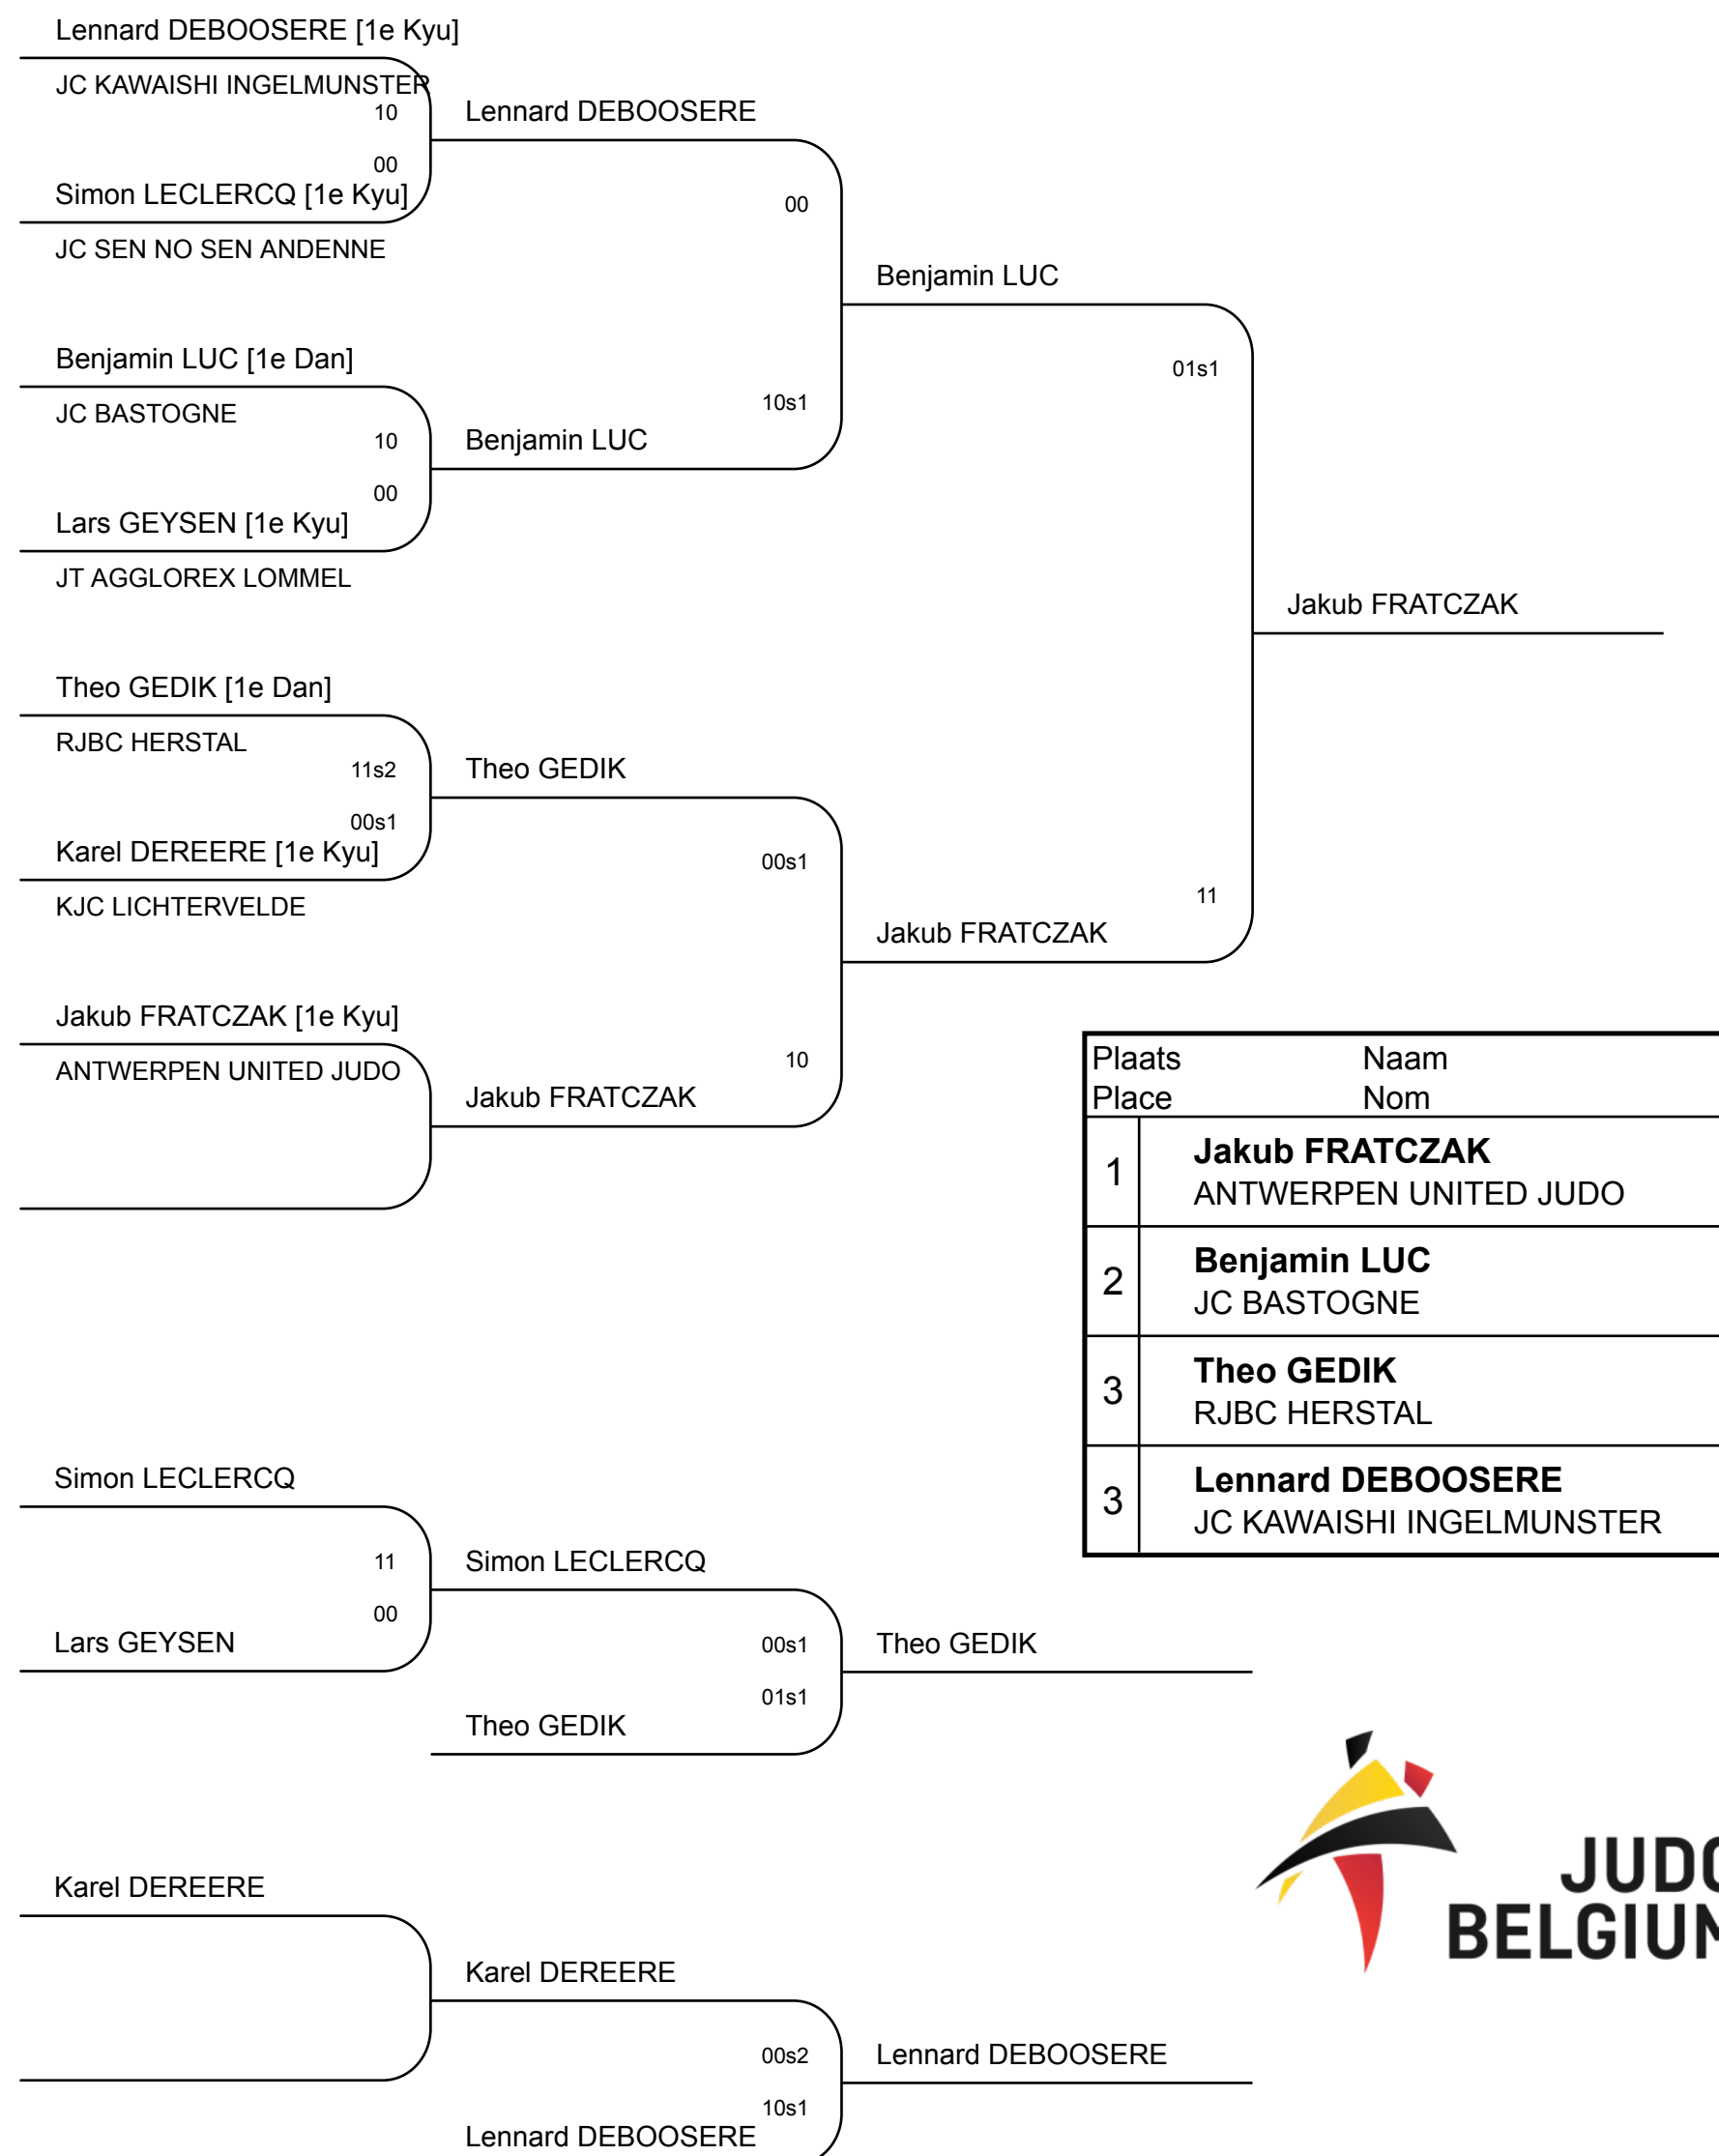 Lennard DEBOOSERE [1e Kyu]
JC KAWAISHI INGELMUNSTER
10
Lennard DEBOOSERE
00
Simon LECLERCQ [1e Kyu]
00
JC SEN NO SEN ANDENNE
Benjamin LUC
Benjamin LUC [1e Dan]
01s1
JC BASTOGNE
10s1
10
Benjamin LUC
00
Lars GEYSEN [1e Kyu]
JT AGGLOREX LOMMEL
Jakub FRATCZAK
Theo GEDIK [1e Dan]
RJBC HERSTAL
11s2
Theo GEDIK
00s1
Karel DEREERE [1e Kyu]
00s1
KJC LICHTERVELDE
11
Jakub FRATCZAK
Jakub FRATCZAK [1e Kyu]
ANTWERPEN UNITED JUDO
10
Jakub FRATCZAK
Plaats Naam
Place Nom
1 Jakub FRATCZAK
ANTWERPEN UNITED JUDO
2 Benjamin LUC
JC BASTOGNE
3 Theo GEDIK
RJBC HERSTAL
3 Lennard DEBOOSERE
JC KAWAISHI INGELMUNSTER
Simon LECLERCQ
11
Simon LECLERCQ
00
Lars GEYSEN
00s1
Theo GEDIK
01s1
Theo GEDIK
Karel DEREERE
Karel DEREERE
00s2
Lennard DEBOOSERE
10s1
Lennard DEBOOSERE
JUDO
BELGIUM